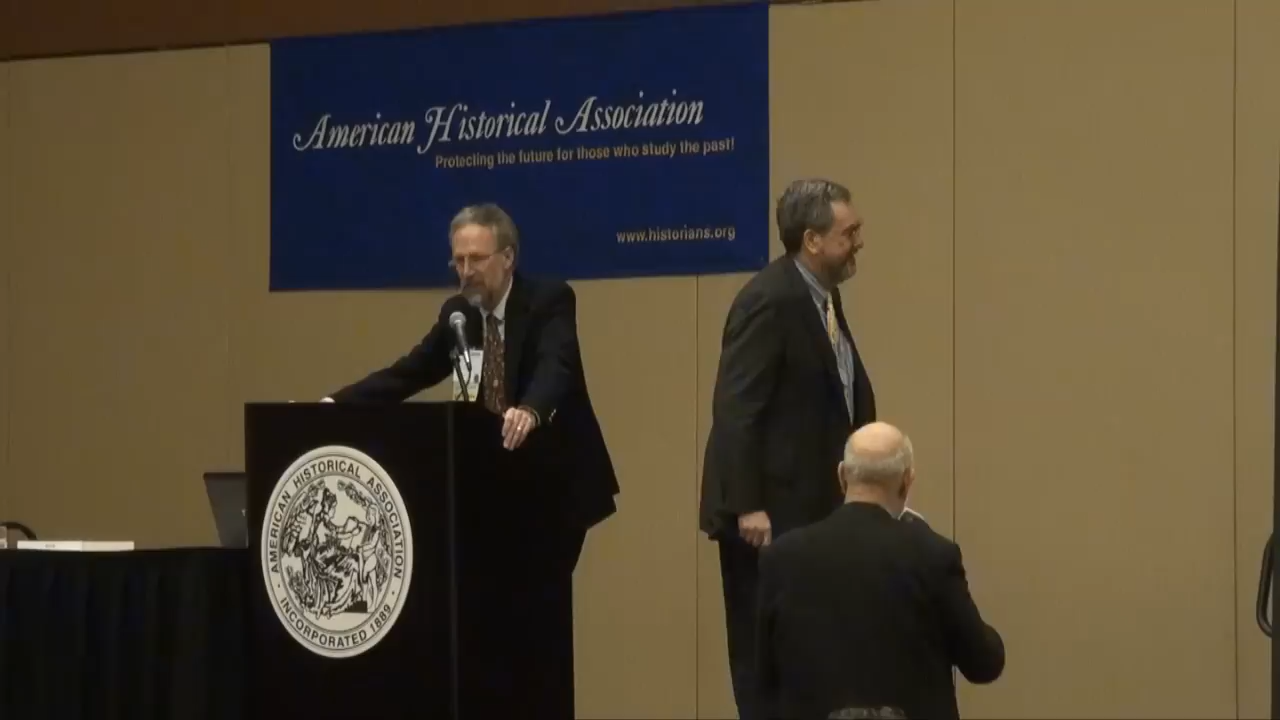 American Historical Association
Protecting the future for those who study the past!
www.historians.org
AMERICAN HISTORICAL ASSOCIATION
· INCORPORATED 1889 ·